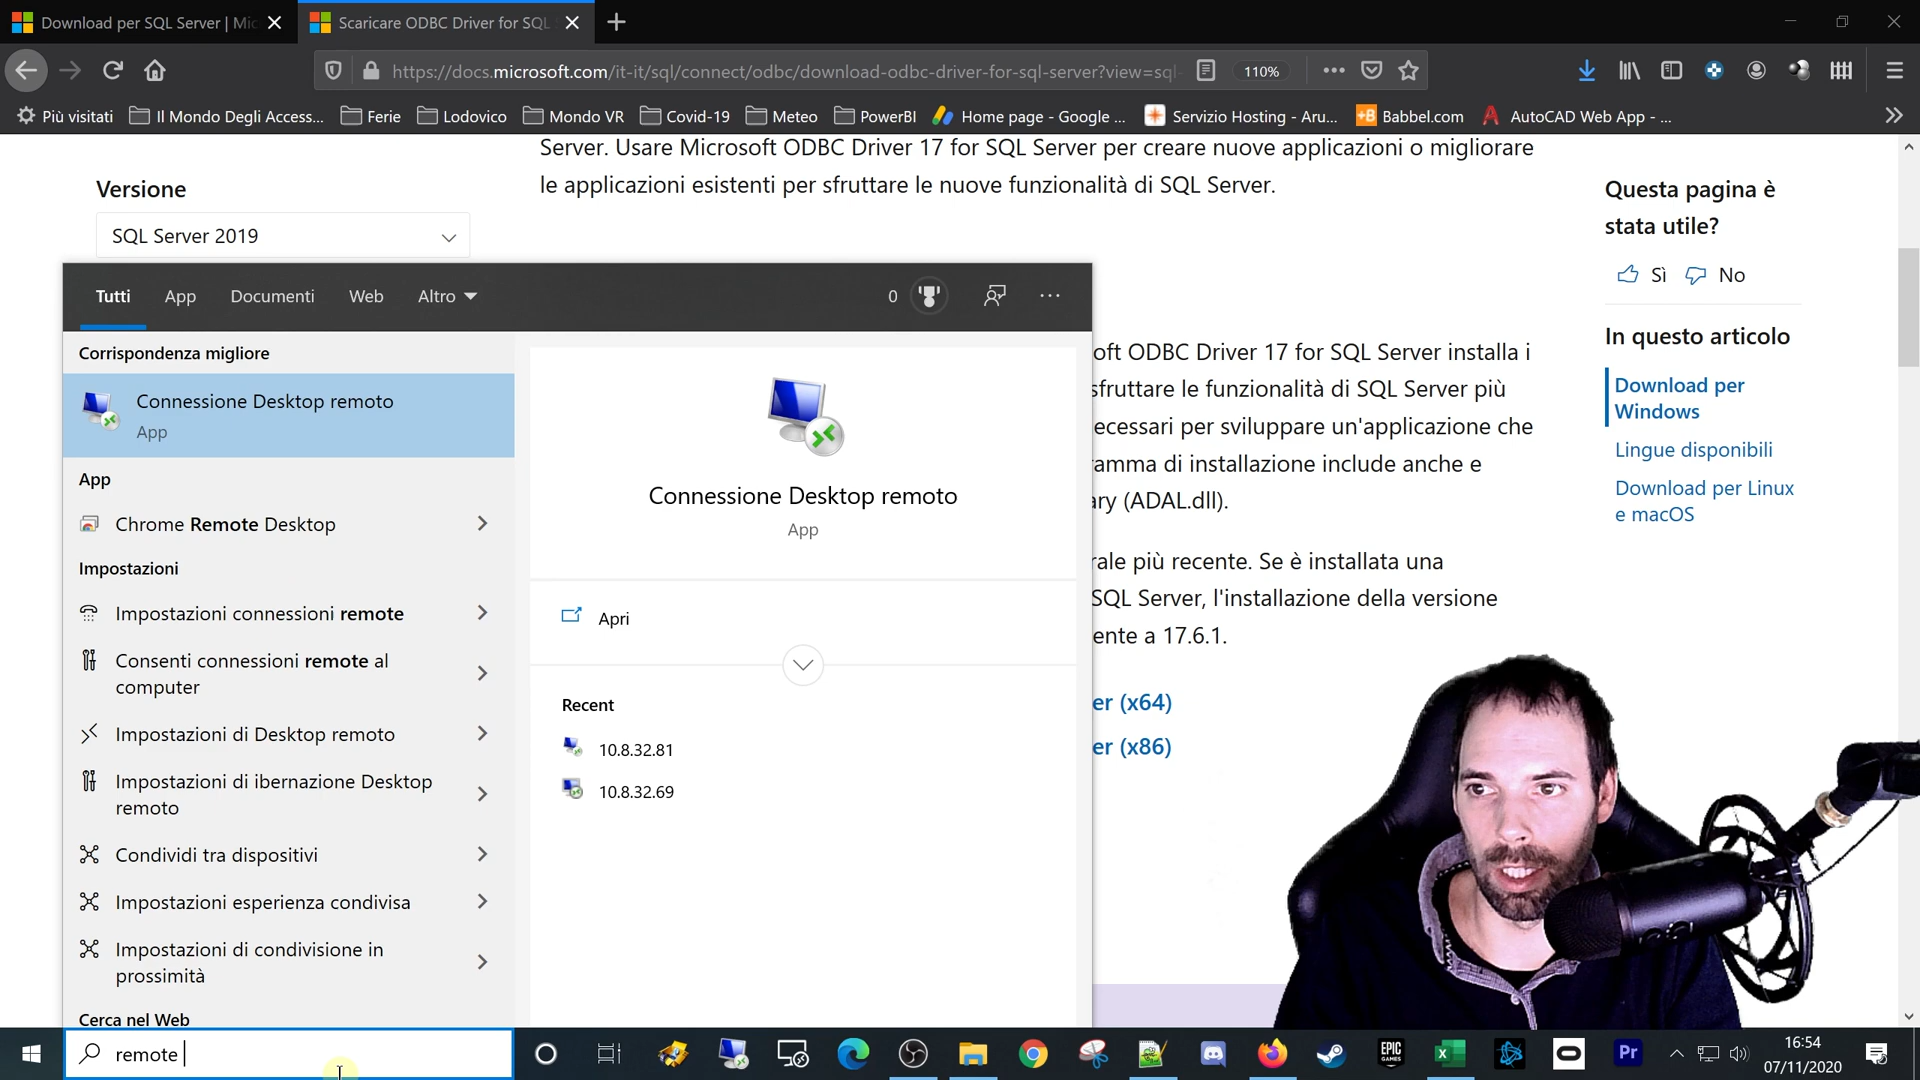 Download per SQL Server | Mic
Scaricare ODBC Driver for SQL S
https://docs.microsoft.com/it-it/sql/connect/odbc/download-odbc-driver-for-sql-server?view=sql-
110%
Più visitati
Il Mondo Degli Access...
Ferie
Lodovico
Mondo VR
Covid-19
Meteo
PowerBI
Home page - Google ...
Servizio Hosting - Aru...
Babbel.com
AutoCAD Web App - ...
Server. Usare Microsoft ODBC Driver 17 for SQL Server per creare nuove applicazioni o migliorare
le applicazioni esistenti per sfruttare le nuove funzionalità di SQL Server.
Versione
SQL Server 2019
Questa pagina è
stata utile?
Sì
No
In questo articolo
Download per
Windows
Lingue disponibili
Download per Linux
e macOS
oft ODBC Driver 17 for SQL Server installa i
sfruttare le funzionalità di SQL Server più
ecessari per sviluppare un'applicazione che
ramma di installazione include anche e
ary (ADAL.dll).
rale più recente. Se è installata una
SQL Server, l'installazione della versione
ente a 17.6.1.
er (x64)
er (x86)
Tutti
App
Documenti
Web
Altro
0
Corrispondenza migliore
Connessione Desktop remoto
App
App
Chrome Remote Desktop
Impostazioni
Impostazioni connessioni remote
Consenti connessioni remote al
computer
Impostazioni di Desktop remoto
Impostazioni di ibernazione Desktop
remoto
Condividi tra dispositivi
Impostazioni esperienza condivisa
Impostazioni di condivisione in
prossimità
Cerca nel Web
Connessione Desktop remoto
App
Apri
Recent
10.8.32.81
10.8.32.69
remote
EPIC
GAMES
Pr
16:54
07/11/2020